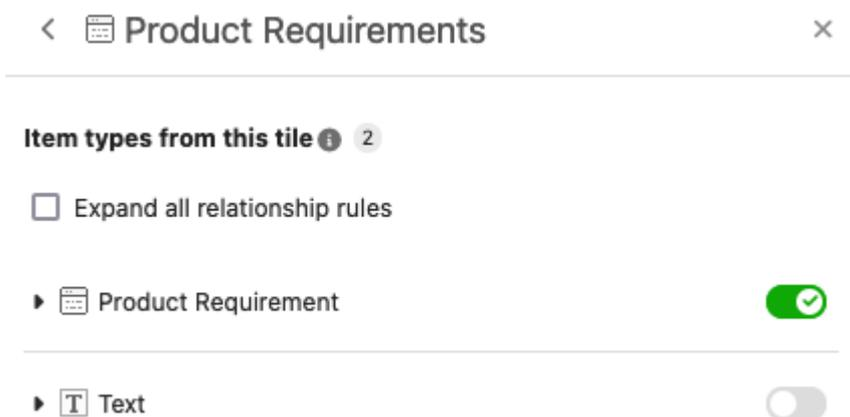 Product Requirements
Item types from this tile 2
Expand all relationship rules
Product Requirement
T Text